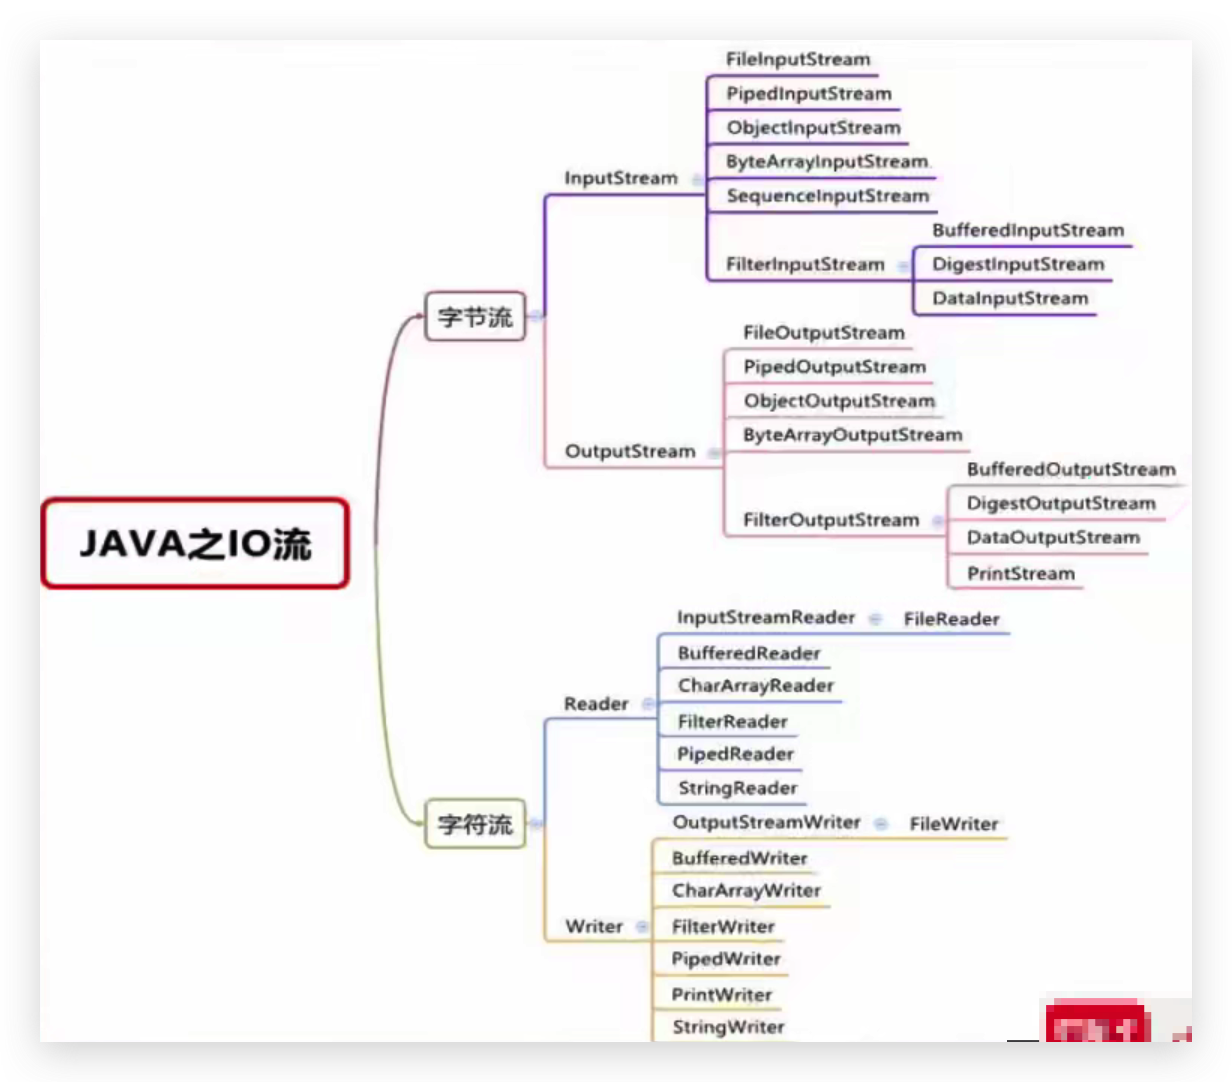 FileInputStream
PipedInputStream
ObjectInputStream
ByteArrayInputStream
InputStream
SequenceInputStream
BufferedInputStream
FilterInputStream
DigestInputStream
DataInputStream
字节流
FileOutputStream
PipedOutputStream
ObjectOutputStream
ByteArrayOutputStream
OutputStream
BufferedOutputStream
DigestOutputStream
FilterOutputStream
DataOutputStream
PrintStream
JAVA之IO流
InputStreamReader
FileReader
BufferedReader
CharArrayReader
Reader
FilterReader
PipedReader
StringReader
字符流
OutputStreamWriter
FileWriter
BufferedWriter
CharArrayWriter
Writer
FilterWriter
PipedWriter
PrintWriter
StringWriter